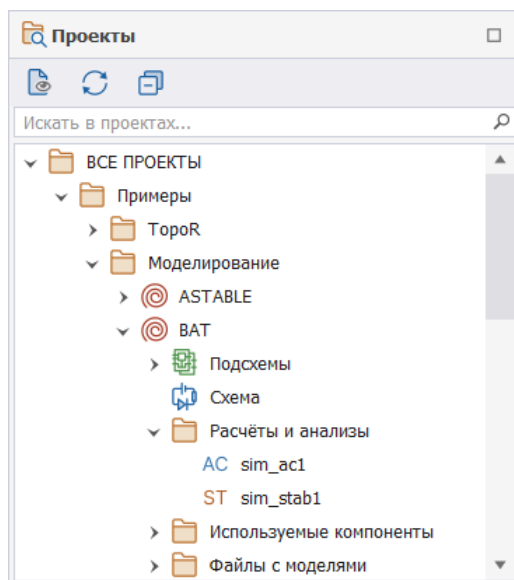 Проекты
Искать в проектах...
ВСЕ ПРОЕКТЫ
Примеры
TopoR
Моделирование
ASTABLE
BAT
Подсхемы
Схема
Расчёты и анализы
AC sim_ac1
ST sim_stab1
Используемые компоненты
Файлы с моделями